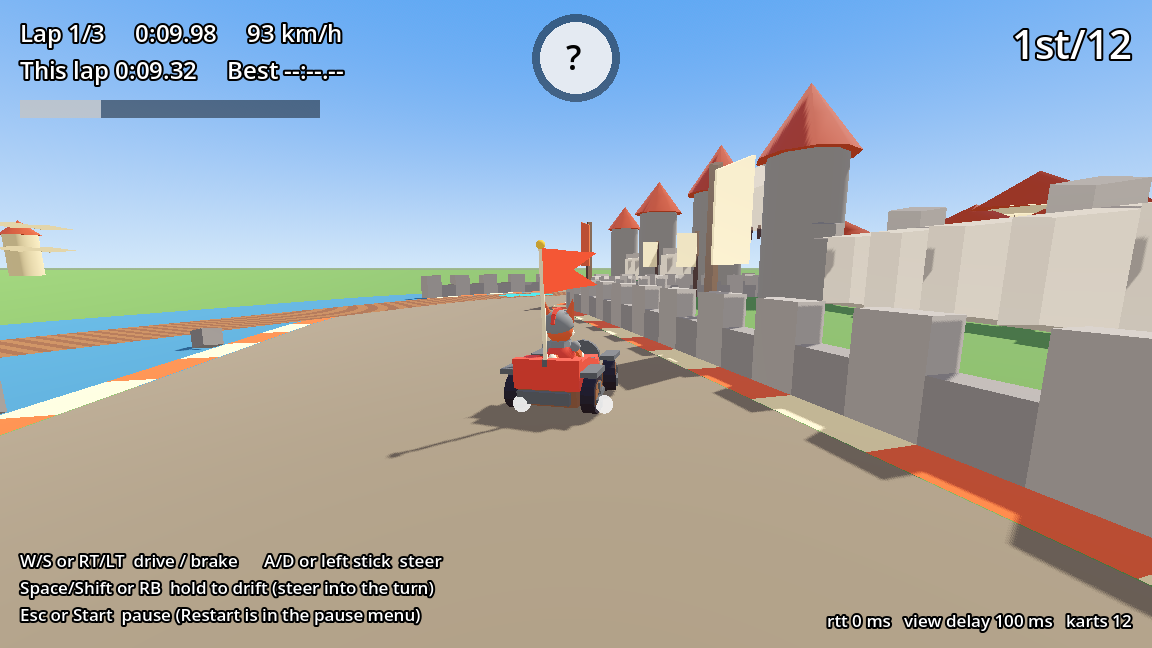 Lap 1/3 0:09.98 93 km/h
This lap 0:09.32 Best --:--.--
?
1st/12
W/S or RT/LT drive / brake A/D or left stick steer
Space/Shift or RB hold to drift (steer into the turn)
Esc or Start pause (Restart is in the pause menu)
rtt 0 ms view delay 100 ms karts 12